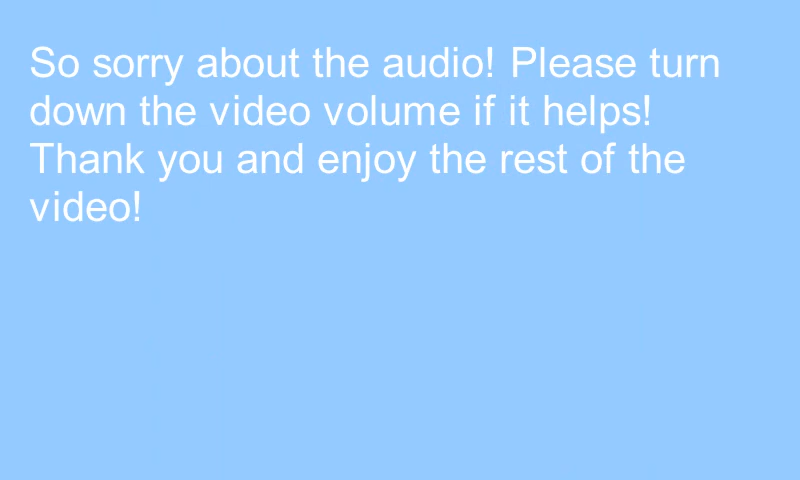 So sorry about the audio! Please turn
down the video volume if it helps!
Thank you and enjoy the rest of the
video!